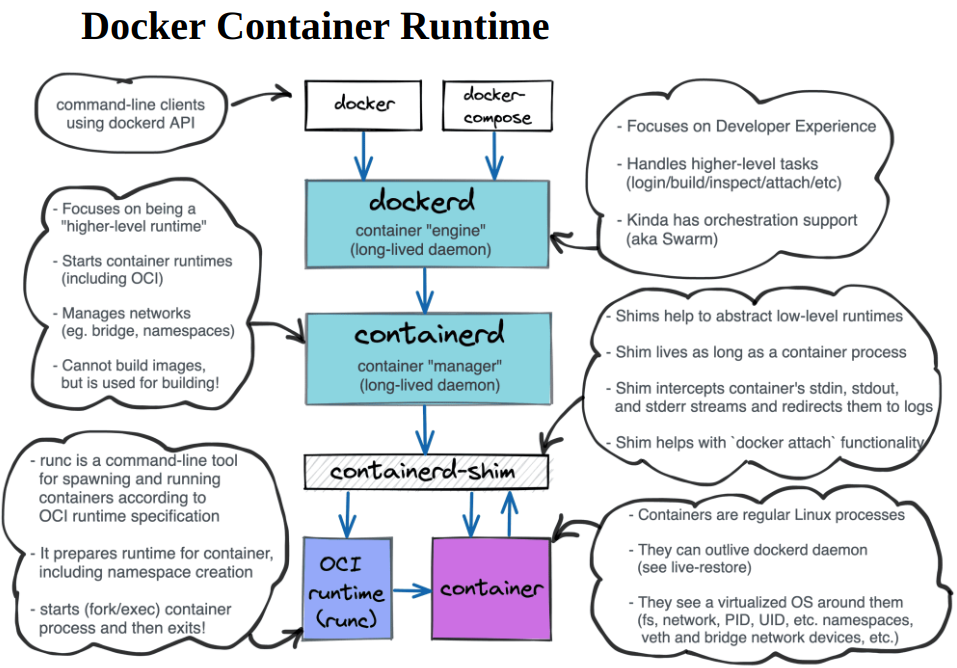 Docker Container Runtime
command-line clients
using dockerd API
docker
docker-
compose
- Focuses on Developer Experience
- Handles higher-level tasks
(login/build/inspect/attach/etc)
- Kinda has orchestration support
(aka Swarm)
dockerd
container "engine"
(long-lived daemon)
- Focuses on being a
"higher-level runtime"
- Starts container runtimes
(including OCI)
- Manages networks
(eg. bridge, namespaces)
- Cannot build images,
but is used for building!
containerd
container "manager"
(long-lived daemon)
- Shims help to abstract low-level runtimes
- Shim lives as long as a container process
- Shim intercepts container's stdin, stdout,
and stderr streams and redirects them to logs
- Shim helps with `docker attach` functionality
containerd-shim
- runc is a command-line tool
for spawning and running
containers according to
OCI runtime specification
- It prepares runtime for container,
including namespace creation
- starts (fork/exec) container
process and then exits!
OCI
runtime
(runc)
container
- Containers are regular Linux processes
- They can outlive dockerd daemon
(see live-restore)
- They see a virtualized OS around them
(fs, network, PID, UID, etc. namespaces,
veth and bridge network devices, etc.)